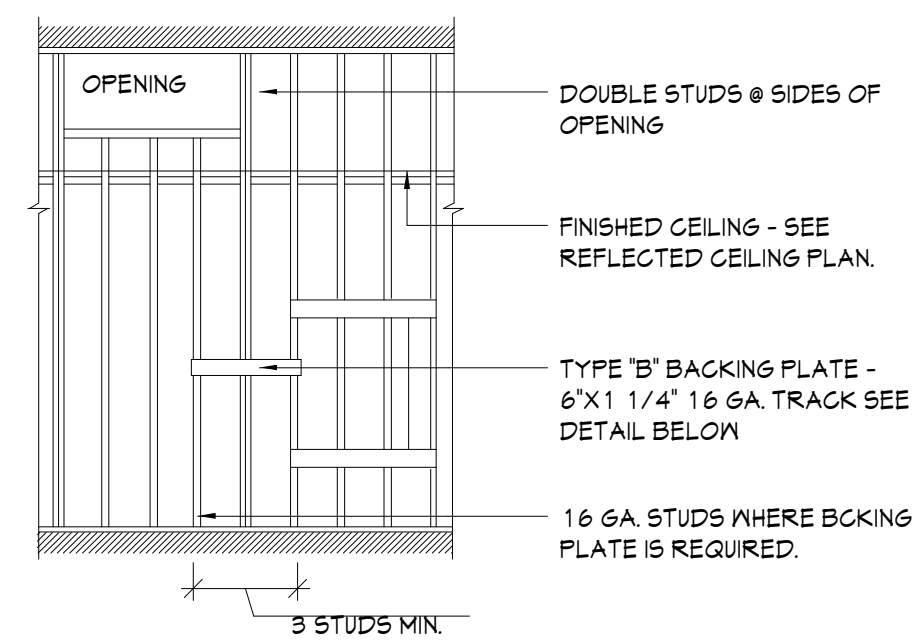 OPENING
DOUBLE STUDS @ SIDES OF
OPENING
FINISHED CEILING - SEE
REFLECTED CEILING PLAN.
TYPE "B" BACKING PLATE -
6"X1 1/4" 16 GA. TRACK SEE
DETAIL BELOW
16 GA. STUDS WHERE BCKING
PLATE IS REQUIRED.
3 STUDS MIN.